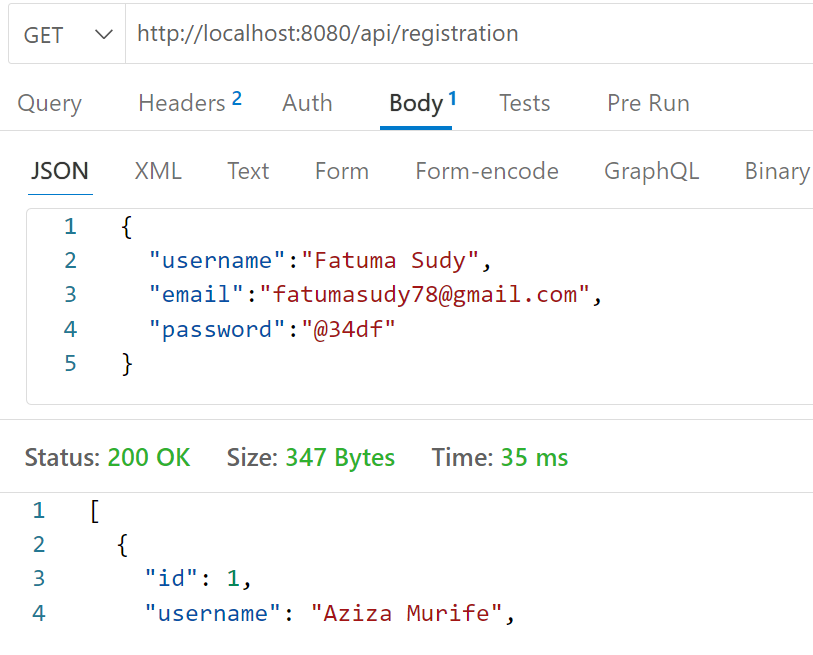 GET http://localhost:8080/api/registration
Query Headers 2 Auth Body 1 Tests Pre Run
JSON XML Text Form Form-encode GraphQL Binary
1 {
2 "username":"Fatuma Sudy",
3 "email":"fatumasudy78@gmail.com",
4 "password":"@34df"
5 }
Status: 200 OK Size: 347 Bytes Time: 35 ms
1 [
2 {
3 "id": 1,
4 "username": "Aziza Murife",